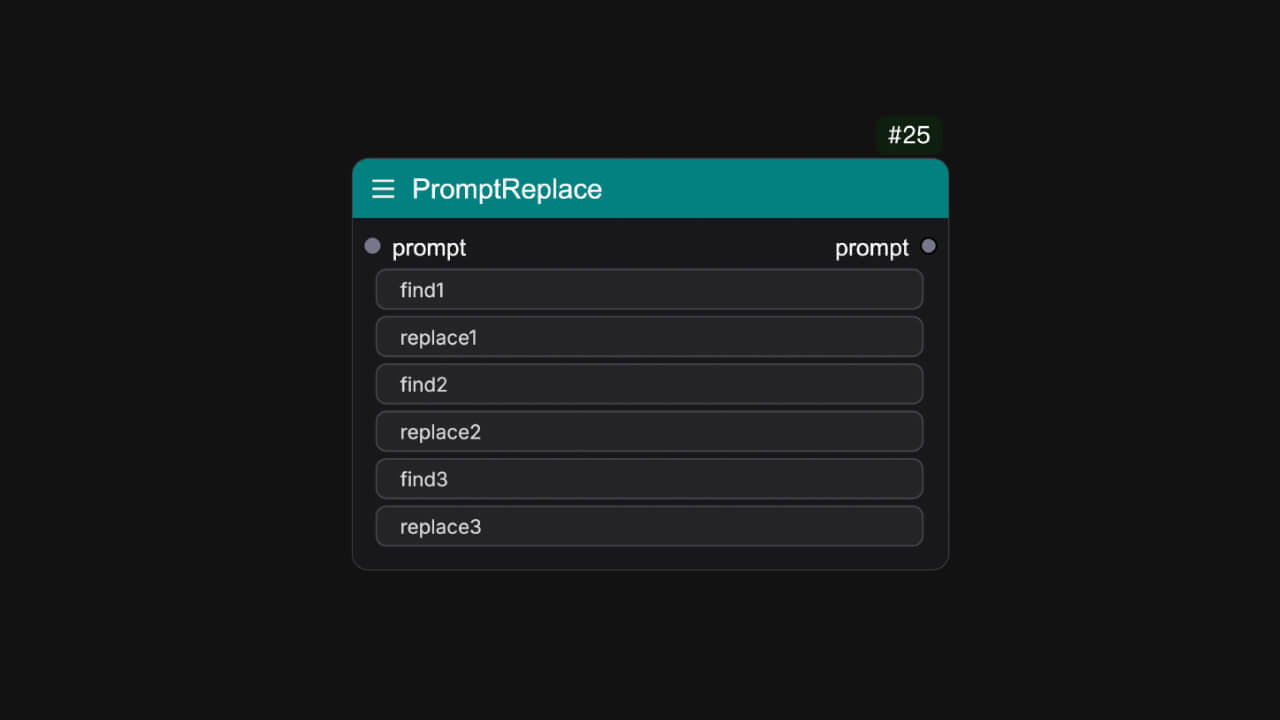 #25
PromptReplace
prompt prompt
find1
replace1
find2
replace2
find3
replace3